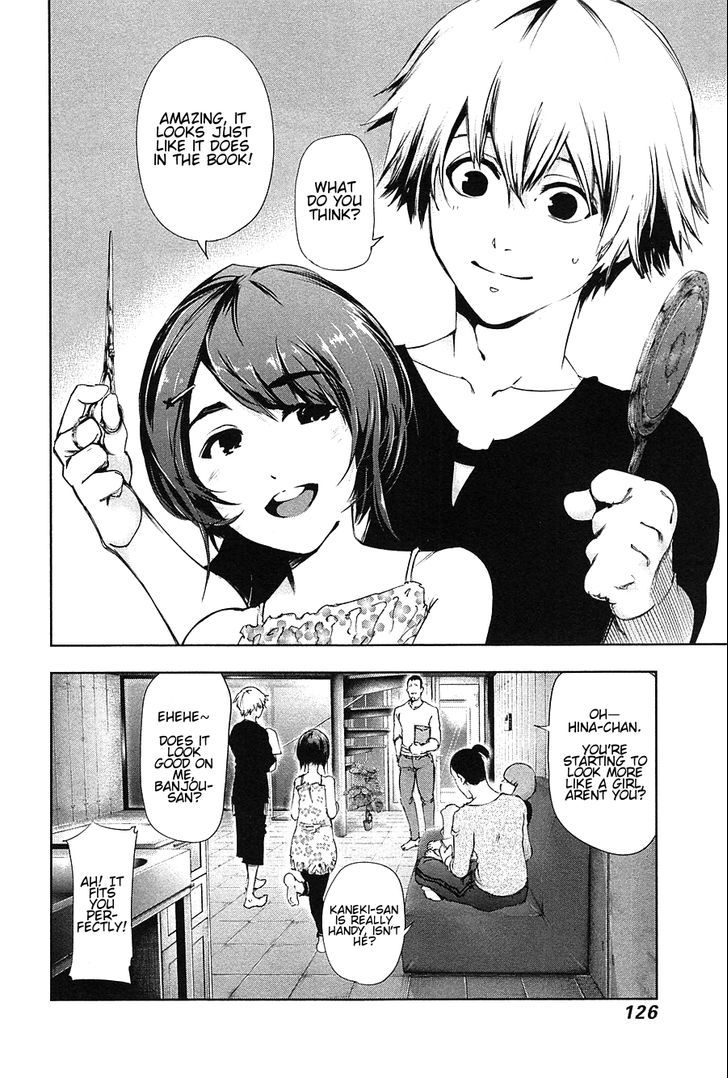 WHAT
DO YOU
THINK?
AMAZING, IT
LOOKS JUST
LIKE IT DOES
IN THE BOOK!
OH—
HINA-CHAN.
YOU'RE
STARTING TO
LOOK MORE
LIKE A GIRL,
ARENT YOU?
KANEKI-SAN
IS REALLY
HANDY, ISN'T
HE?
EHEHE~
DOES IT
LOOK
GOOD ON
ME,
BANJOU-
SAN?
AH! IT
FITS
YOU
PER-
FECTLY!
126